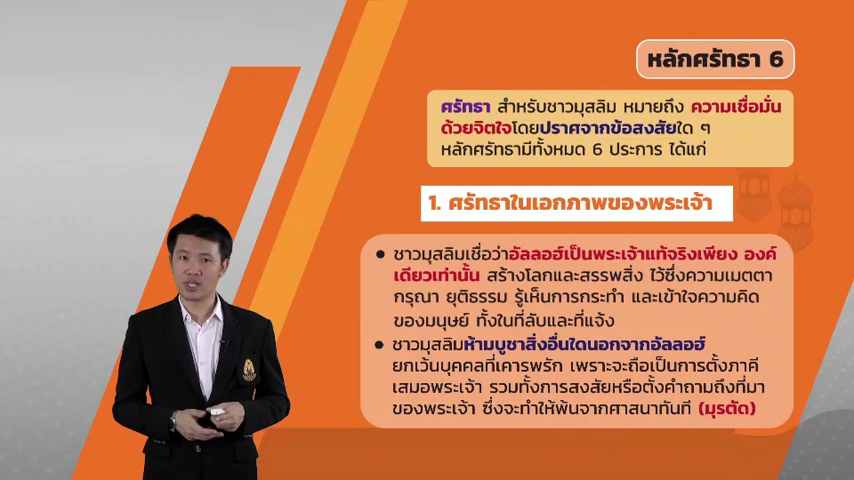 หลักศรัทธา 6
ศรัทธา สำหรับชาวมุสลิม หมายถึง ความเชื่อมั่น
ด้วยจิตใจโดยปราศจากข้อสงสัยใด ๆ
หลักศรัทธามีทั้งหมด 6 ประการ ได้แก่
1. ศรัทธาในเอกภาพของพระเจ้า
● ชาวมุสลิมเชื่อว่าอัลลอฮ์เป็นพระเจ้าแท้จริงเพียง องค์
เดียวเท่านั้น สร้างโลกและสรรพสิ่ง ไว้ซึ่งความเมตตา
กรุณา ยุติธรรม รู้เห็นการกระทำ และเข้าใจความคิด
ของมนุษย์ ทั้งในที่ลับและที่แจ้ง
● ชาวมุสลิมห้ามบูชาสิ่งอื่นใดนอกจากอัลลอฮ์
ยกเว้นบุคคลที่เคารพรัก เพราะจะถือเป็นการตั้งภาคี
เสมอพระเจ้า รวมทั้งการสงสัยหรือตั้งคำถามถึงที่มา
ของพระเจ้า ซึ่งจะทำให้พ้นจากศาสนาทันที (มุรตัด)